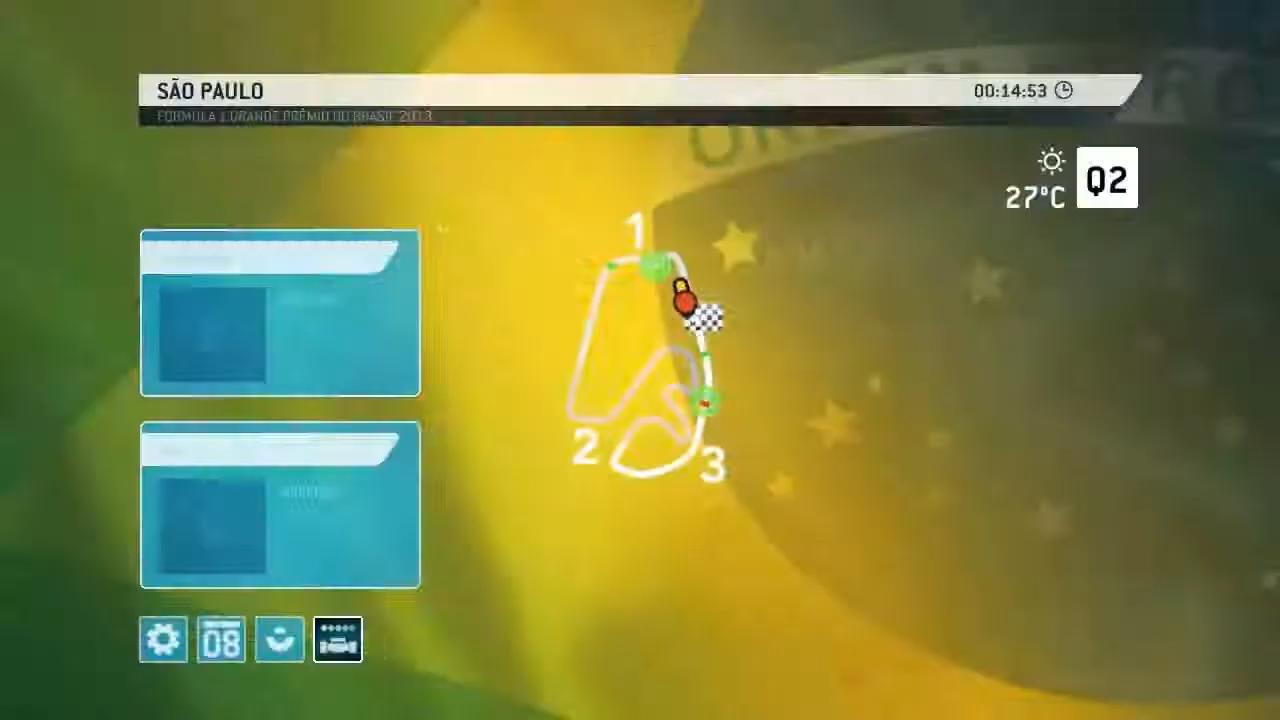 SÃO PAULO
00:14:53
FORMULA 1 GRANDE PRÊMIO DO BRASIL 2013
27°C
Q2
1
2
3
08